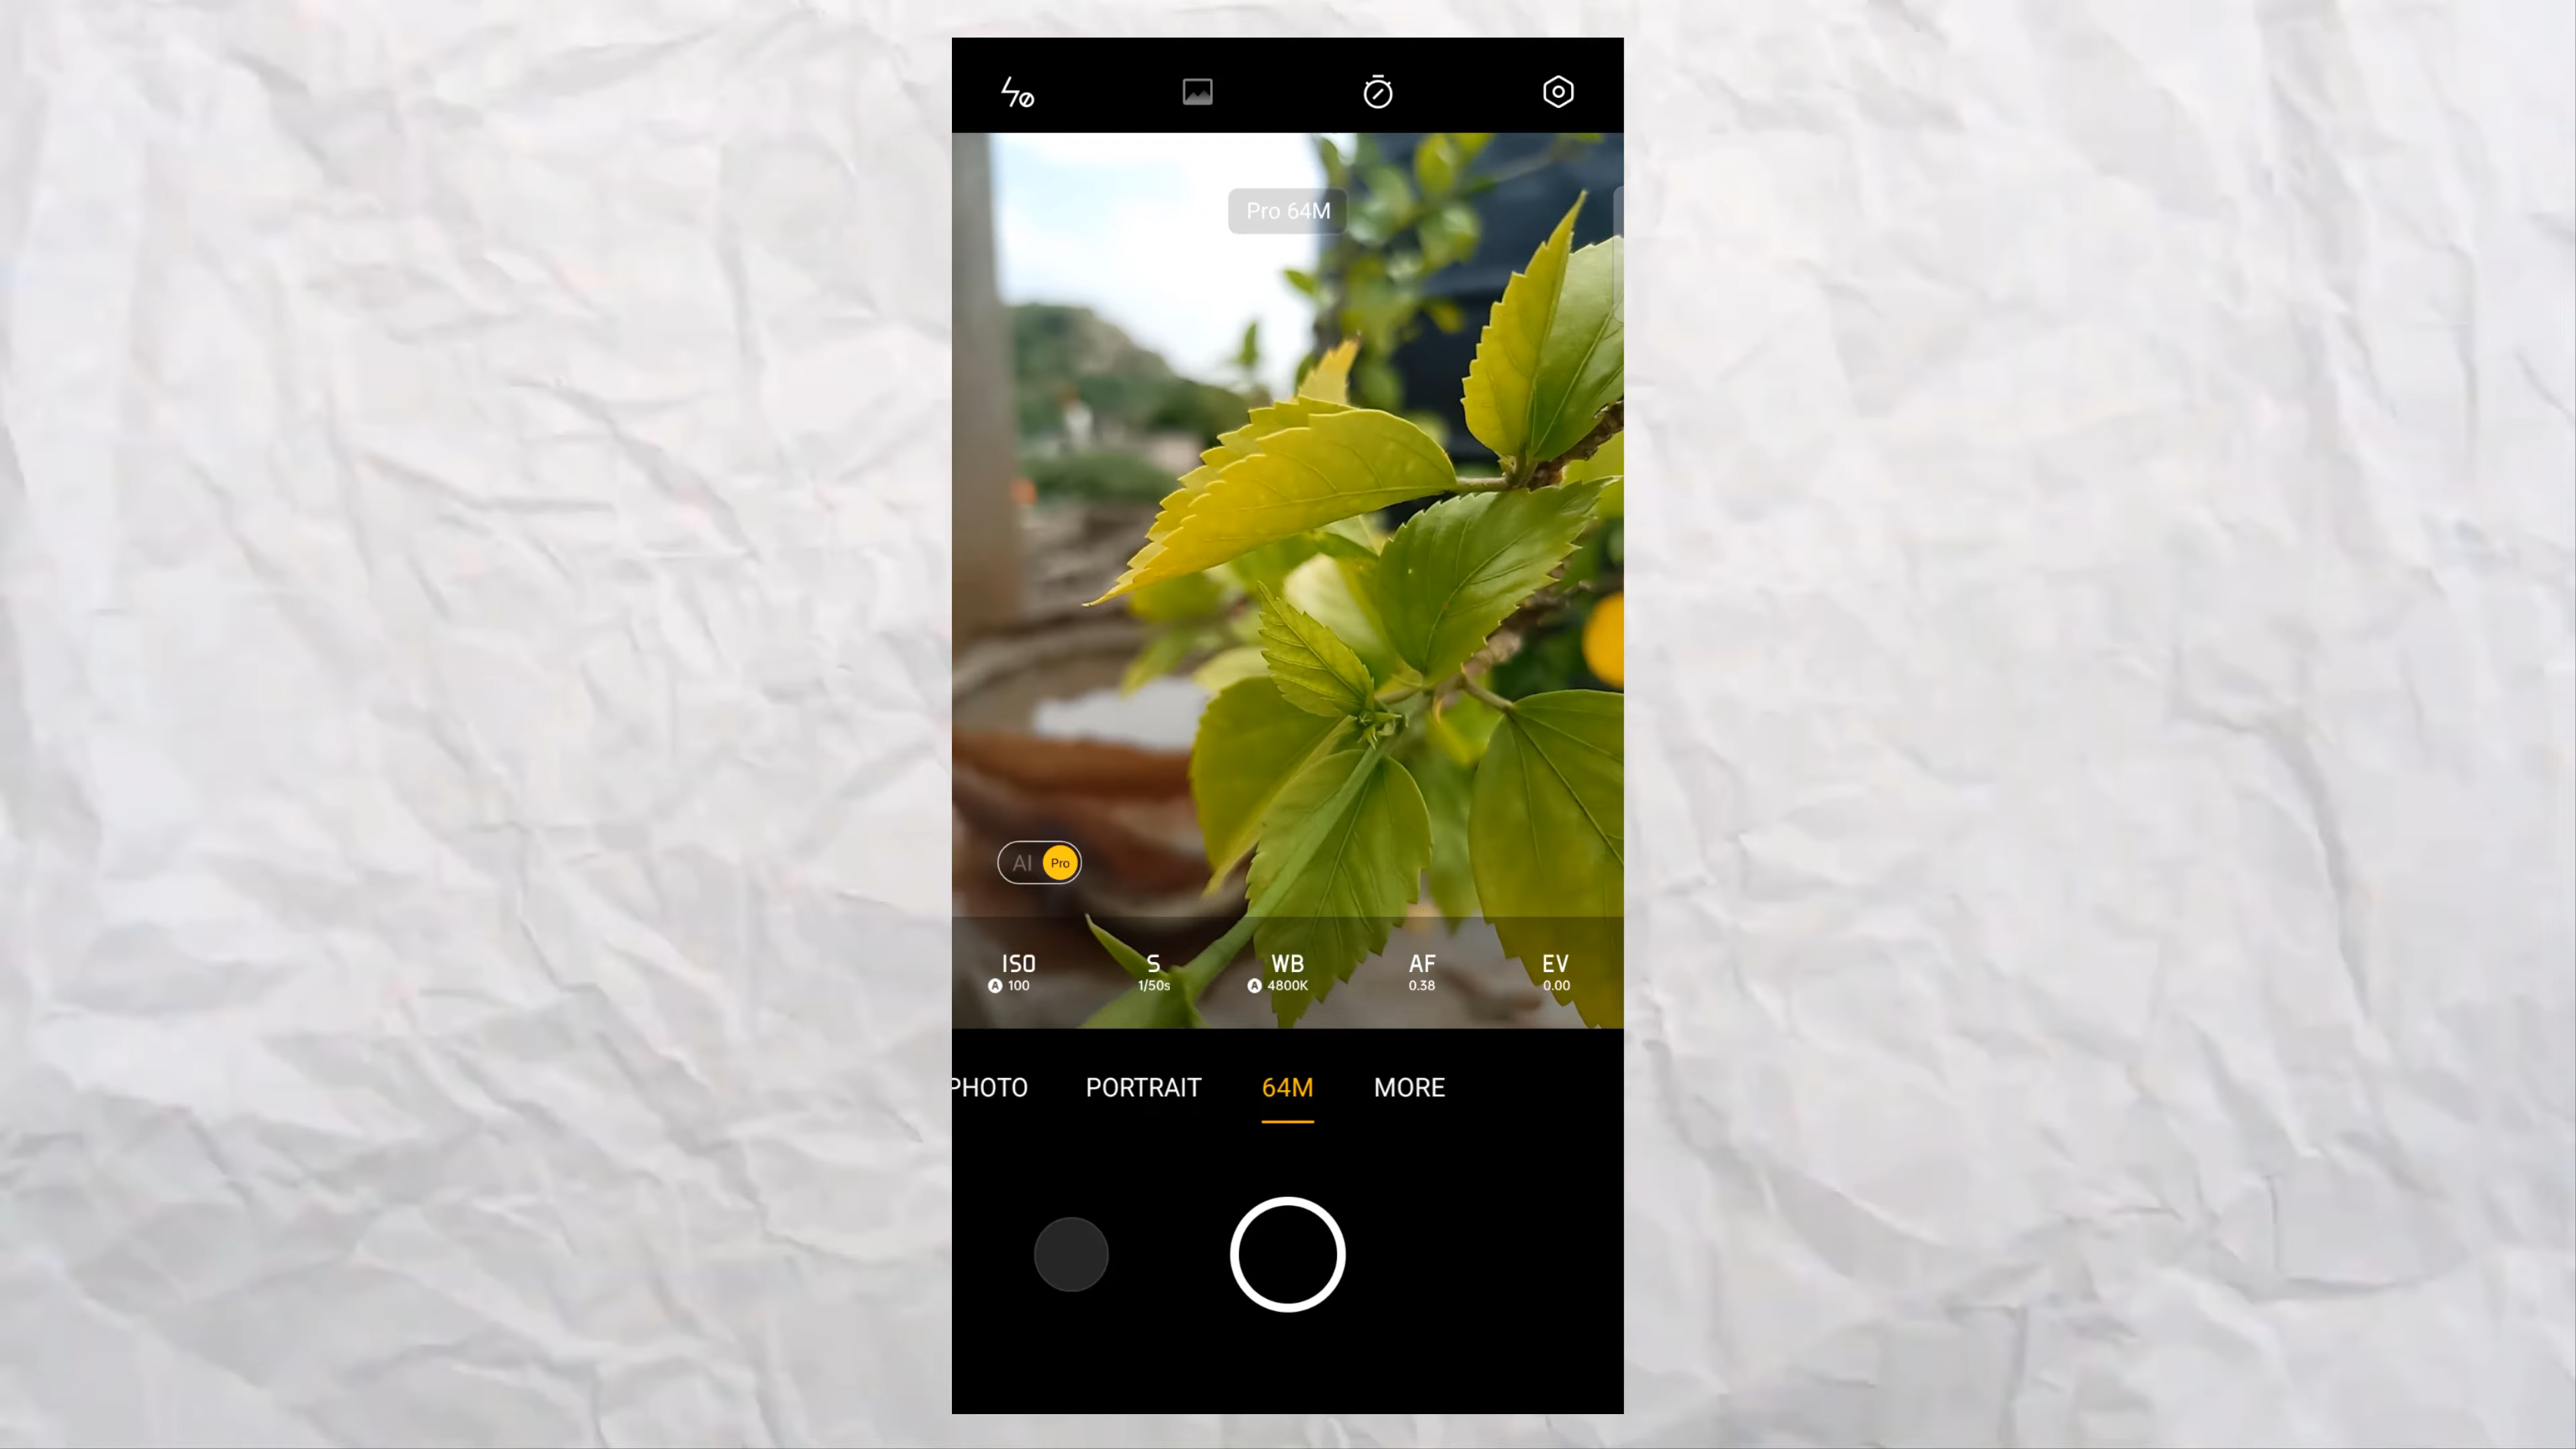 Pro 64M
AI Pro
ISO S WB AF EV
A 100 1/50s A 4800K 0.38 0.00
PHOTO PORTRAIT 64M MORE